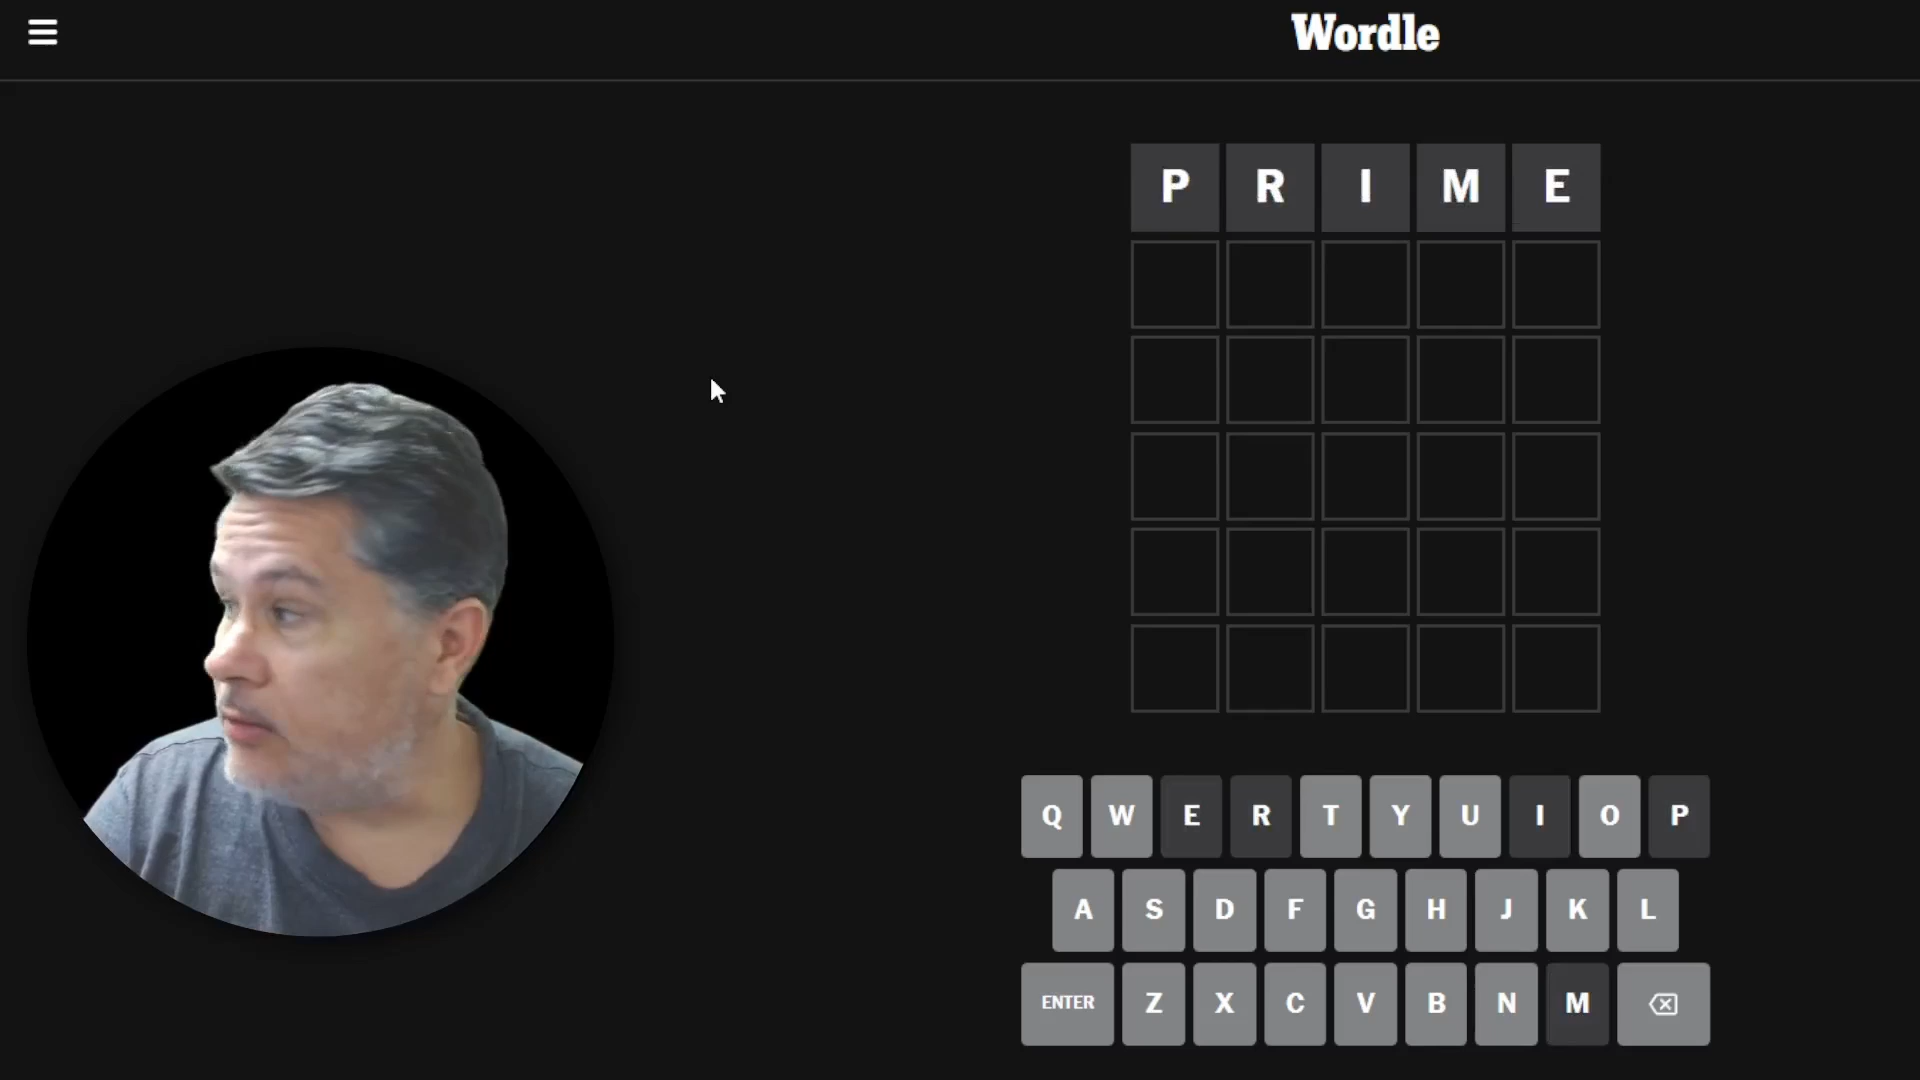 Wordle
P R I M E
Q W E R T Y U I O P
A S D F G H J K L
ENTER Z X C V B N M